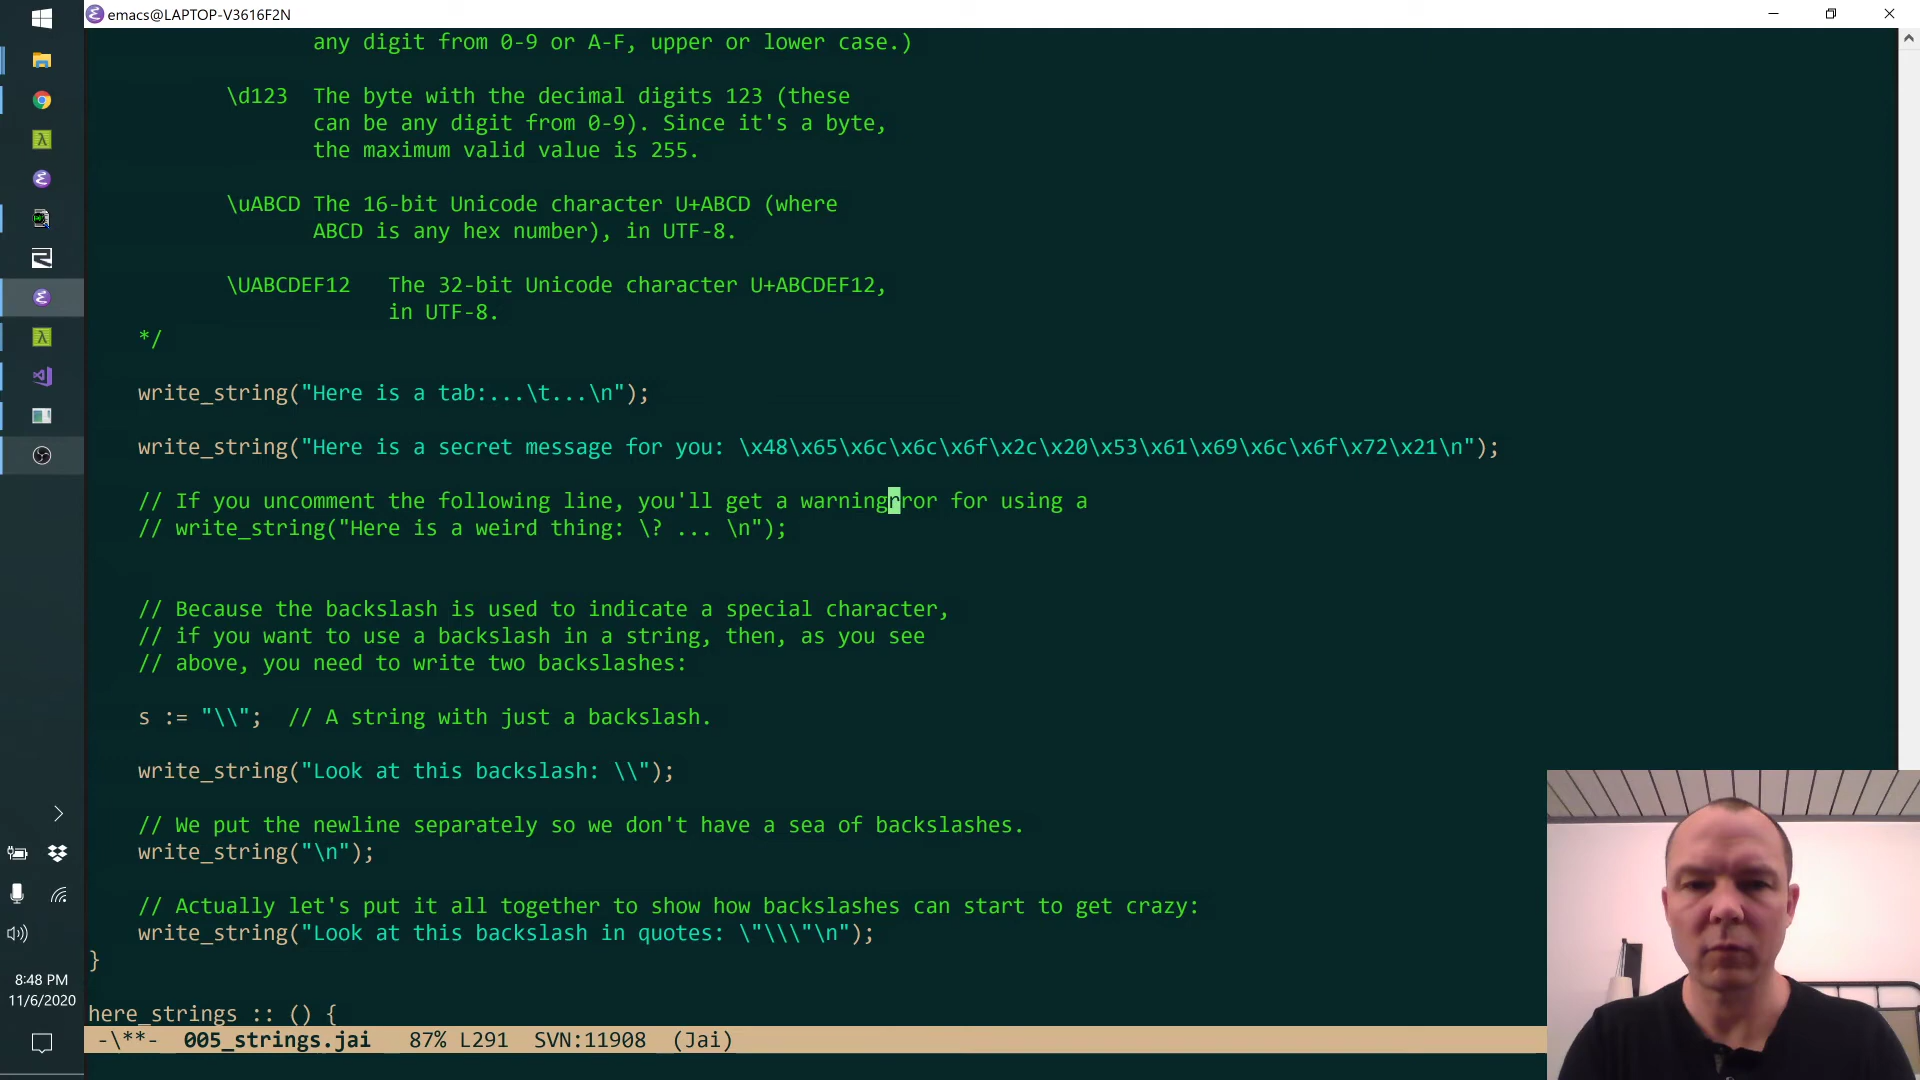 emacs@LAPTOP-V3616F2N
any digit from 0-9 or A-F, upper or lower case.)
\d123 The byte with the decimal digits 123 (these
can be any digit from 0-9). Since it's a byte,
the maximum valid value is 255.
\uABCD The 16-bit Unicode character U+ABCD (where
ABCD is any hex number), in UTF-8.
\UABCDEF12 The 32-bit Unicode character U+ABCDEF12,
in UTF-8.
*/
write_string("Here is a tab:...\t...\n");
write_string("Here is a secret message for you: \x48\x65\x6c\x6c\x6f\x2c\x20\x53\x61\x69\x6c\x6f\x72\x21\n");
// If you uncomment the following line, you'll get a warningrror for using a
// write_string("Here is a weird thing: \? ... \n");
// Because the backslash is used to indicate a special character,
// if you want to use a backslash in a string, then, as you see
// above, you need to write two backslashes:
s := "\\"; // A string with just a backslash.
write_string("Look at this backslash: \\");
// We put the newline separately so we don't have a sea of backslashes.
write_string("\n");
// Actually let's put it all together to show how backslashes can start to get crazy:
write_string("Look at this backslash in quotes: \"\\\"\n");
}
here_strings :: () {
-\**- 005_strings.jai 87% L291 SVN:11908 (Jai)
8:48 PM
11/6/2020